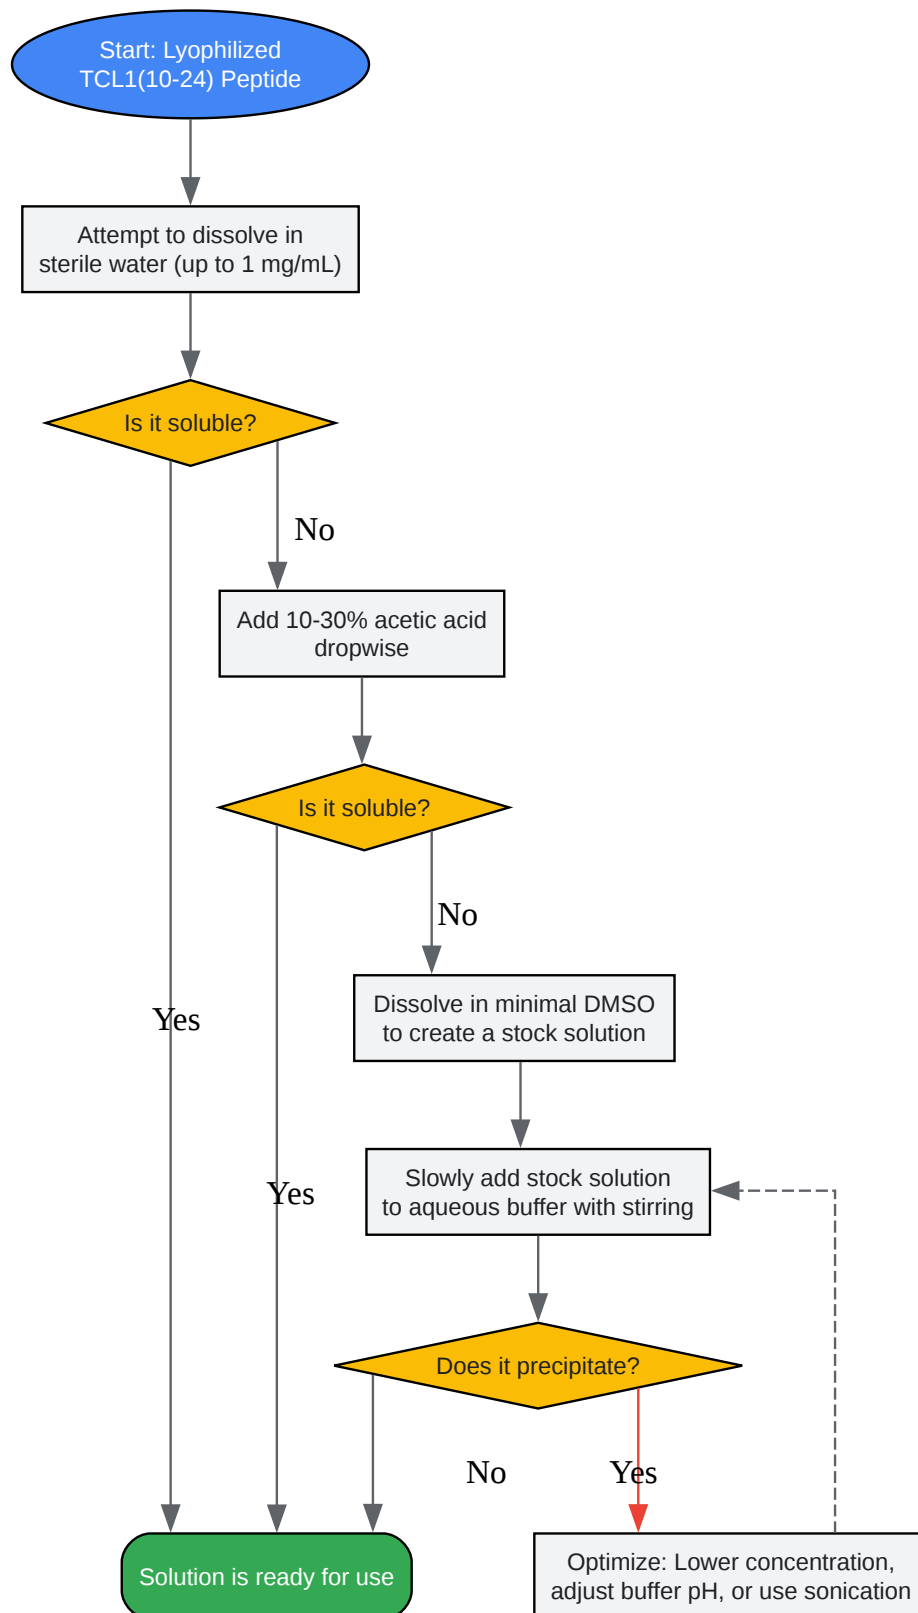 Start: Lyophilized
TCL1(10-24) Peptide
Attempt to dissolve in
sterile water (up to 1 mg/mL)
Is it soluble?
No
Add 10-30% acetic acid
dropwise
Is it soluble?
No
Dissolve in minimal DMSO
to create a stock solution
Yes
Slowly add stock solution
to aqueous buffer with stirring
Yes
Does it precipitate?
No
Yes
Solution is ready for use
Optimize: Lower concentration,
adjust buffer pH, or use sonication